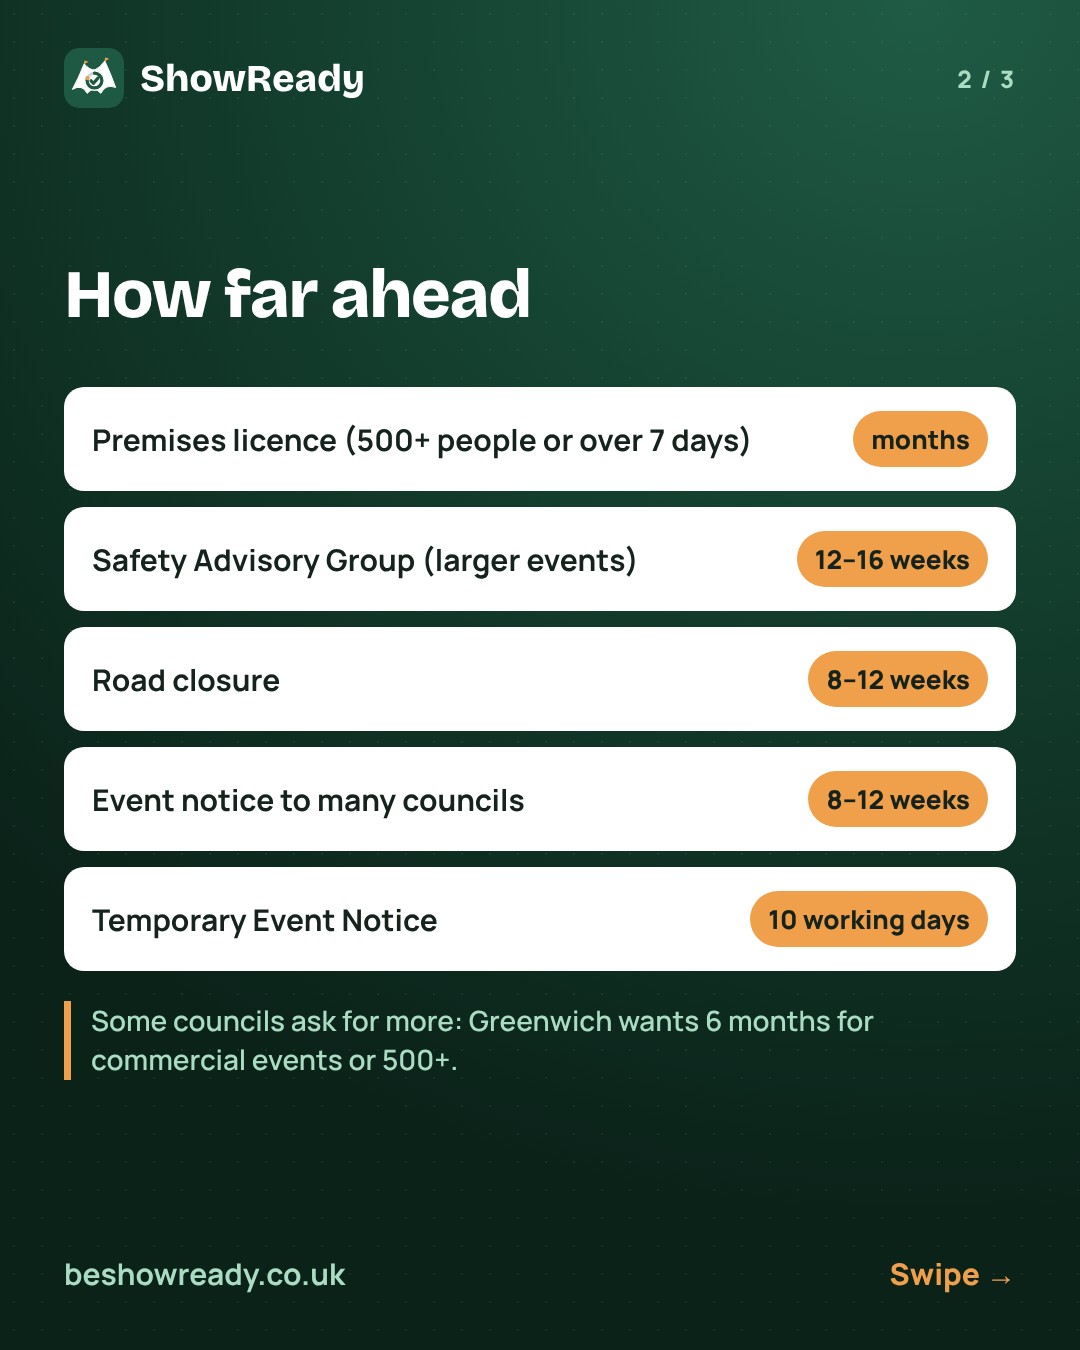 ShowReady
2 / 3
How far ahead
Premises licence (500+ people or over 7 days)
months
Safety Advisory Group (larger events)
12–16 weeks
Road closure
8–12 weeks
Event notice to many councils
8–12 weeks
Temporary Event Notice
10 working days
Some councils ask for more: Greenwich wants 6 months for
commercial events or 500+.
beshowready.co.uk
Swipe →